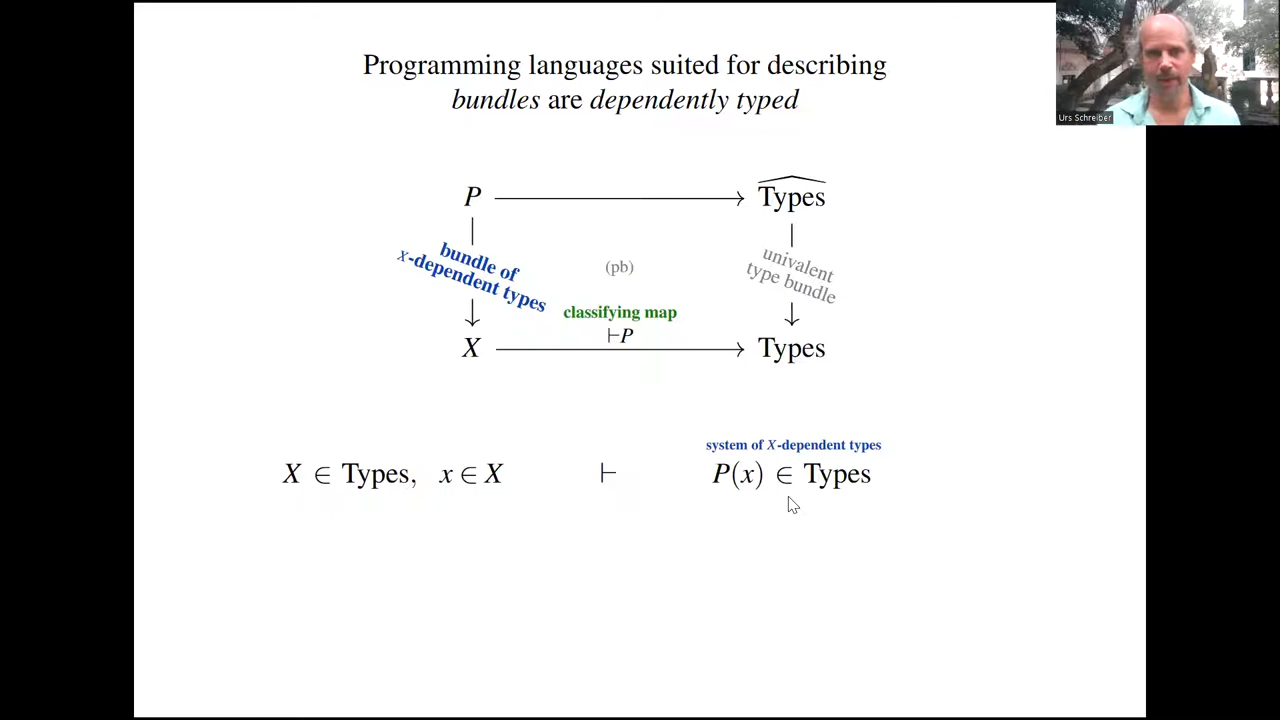 Programming languages suited for describing
bundles are dependently typed
Urs Schreiber
P
Types
bundle of
X-dependent types
(pb)
univalent
type bundle
classifying map
⊢P
X
Types
system of X-dependent types
X ∈ Types, x ∈ X ⊢ P(x) ∈ Types